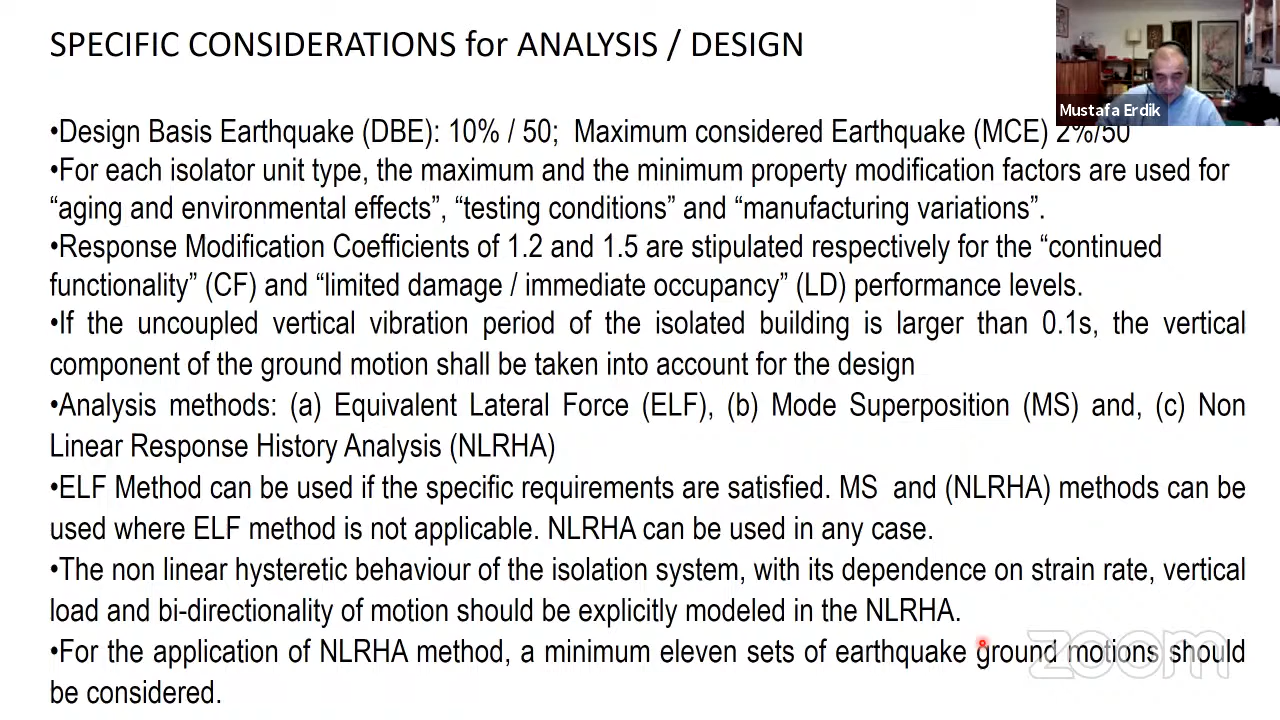 SPECIFIC CONSIDERATIONS for ANALYSIS / DESIGN
Mustafa Erdik
•Design Basis Earthquake (DBE): 10% / 50;  Maximum considered Earthquake (MCE) 2%/50
•For each isolator unit type, the maximum and the minimum property modification factors are used for
“aging and environmental effects”, “testing conditions” and “manufacturing variations”.
•Response Modification Coefficients of 1.2 and 1.5 are stipulated respectively for the “continued
functionality” (CF) and “limited damage / immediate occupancy” (LD) performance levels.
•If the uncoupled vertical vibration period of the isolated building is larger than 0.1s, the vertical
component of the ground motion shall be taken into account for the design
•Analysis methods: (a) Equivalent Lateral Force (ELF), (b) Mode Superposition (MS) and, (c) Non
Linear Response History Analysis (NLRHA)
•ELF Method can be used if the specific requirements are satisfied. MS  and (NLRHA) methods can be
used where ELF method is not applicable. NLRHA can be used in any case.
•The non linear hysteretic behaviour of the isolation system, with its dependence on strain rate, vertical
load and bi-directionality of motion should be explicitly modeled in the NLRHA.
•For the application of NLRHA method, a minimum eleven sets of earthquake ground motions should
be considered.
zoom